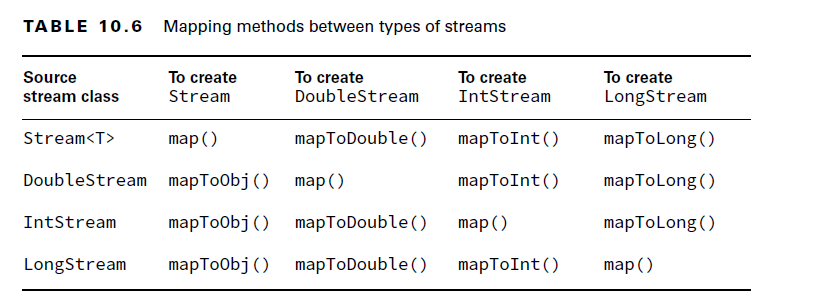 TABLE 10.6 Mapping methods between types of streams
Source stream class To create Stream To create DoubleStream To create IntStream To create LongStream
Stream<T> map() mapToDouble() mapToInt() mapToLong()
DoubleStream mapToObj() map() mapToInt() mapToLong()
IntStream mapToObj() mapToDouble() map() mapToLong()
LongStream mapToObj() mapToDouble() mapToInt() map()